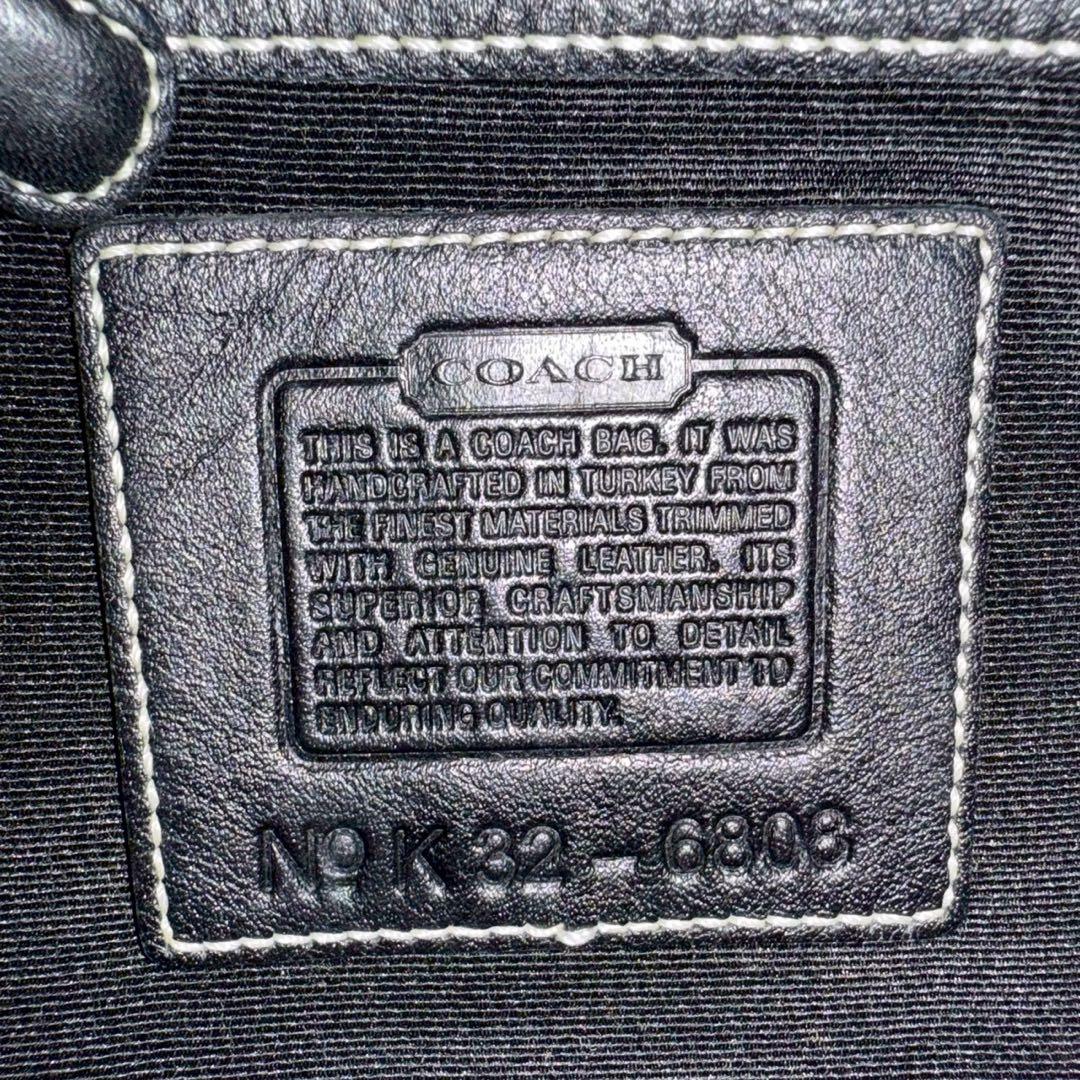 COACH
THIS IS A COACH BAG. IT WAS
HANDCRAFTED IN TURKEY FROM
THE FINEST MATERIALS TRIMMED
WITH GENUINE LEATHER. ITS
SUPERIOR CRAFTSMANSHIP
AND ATTENTION TO DETAIL
REFLECT OUR COMMITMENT TO
ENDURING QUALITY.
Nº K32-6808